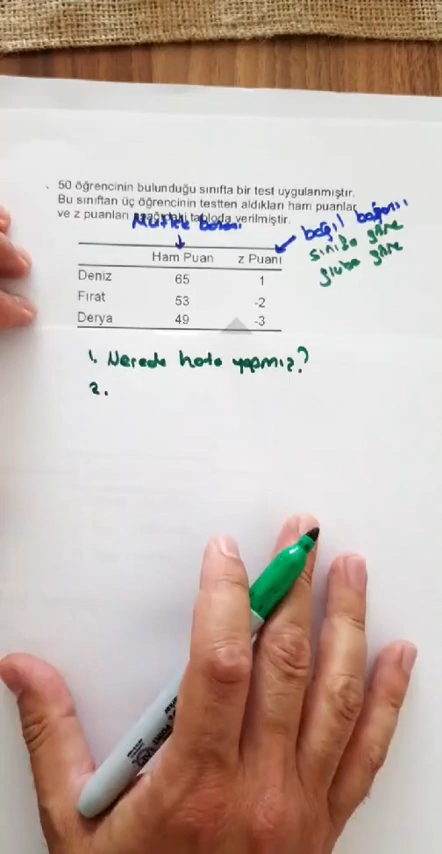 50 öğrencinin bulunduğu sınıfta bir test uygulanmıştır.
Bu sınıftan üç öğrencinin testten aldıkları ham puanlar
ve z puanları aşağıdaki tabloda verilmiştir.
Mutlak başarı
bağıl başarı
sınıfa göre
gruba göre
Ham Puan z Puanı
Deniz 65 1
Fırat 53 -2
Derya 49 -3
1. Nerede hata yapmış?
2.